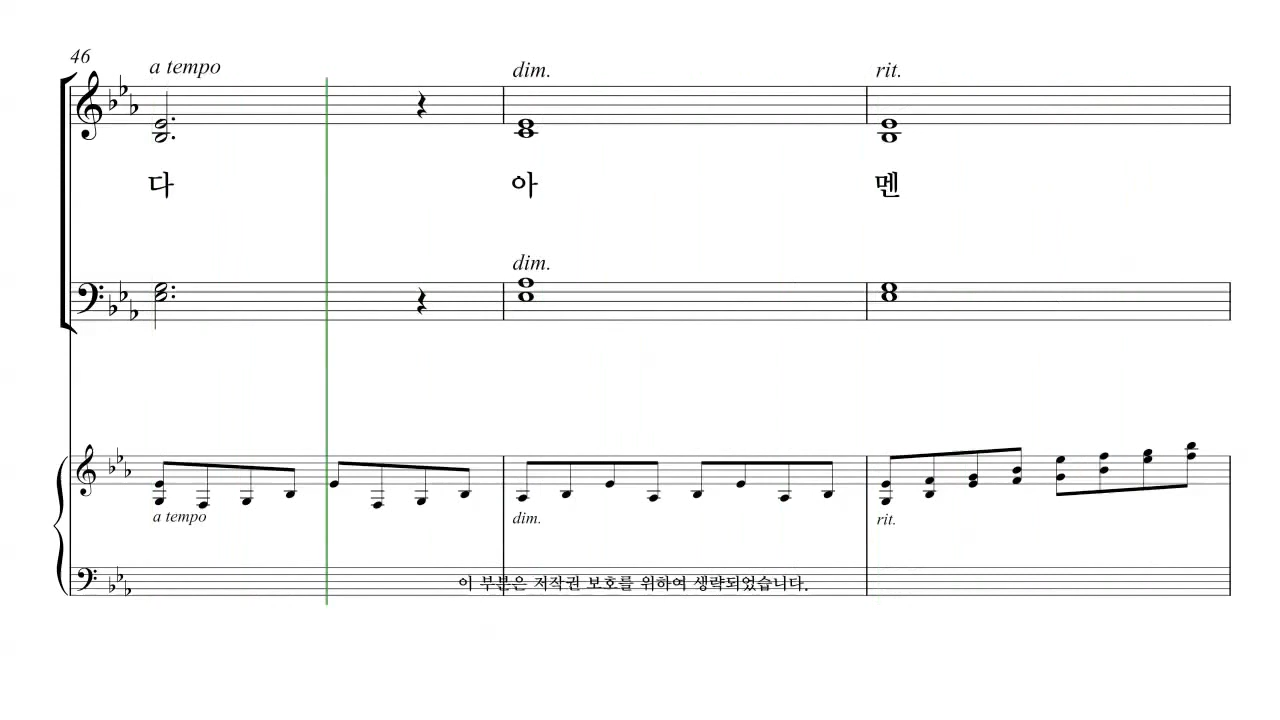 46
a tempo
dim.
rit.
다 아 멘
dim.
a tempo
dim.
rit.
이 부분은 저작권 보호를 위하여 생략되었습니다.